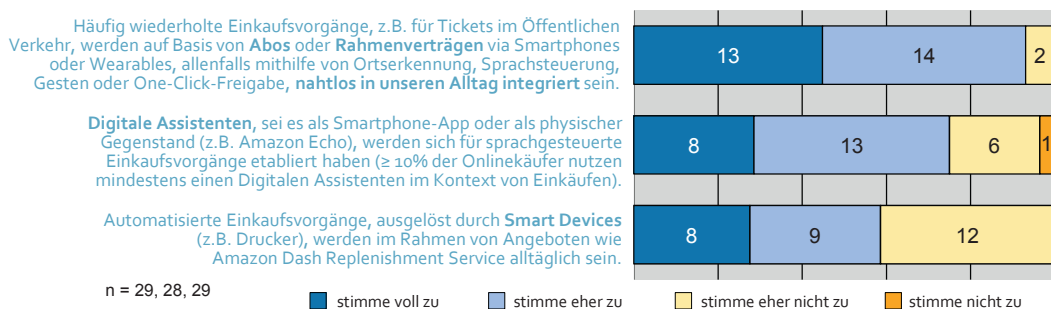 Häufig wiederholte Einkaufsvorgänge, z.B. für Tickets im Öffentlichen
Verkehr, werden auf Basis von Abos oder Rahmenverträgen via Smartphones
oder Wearables, allenfalls mithilfe von Ortserkennung, Sprachsteuerung,
Gesten oder One-Click-Freigabe, nahtlos in unseren Alltag integriert sein.
13 14 2
Digitale Assistenten, sei es als Smartphone-App oder als physischer
Gegenstand (z.B. Amazon Echo), werden sich für sprachgesteuerte
Einkaufsvorgänge etabliert haben (≥ 10% der Onlinekäufer nutzen
mindestens einen Digitalen Assistenten im Kontext von Einkäufen).
8 13 6 1
Automatisierte Einkaufsvorgänge, ausgelöst durch Smart Devices
(z.B. Drucker), werden im Rahmen von Angeboten wie
Amazon Dash Replenishment Service alltäglich sein.
8 9 12
n = 29, 28, 29
stimme voll zu stimme eher zu stimme eher nicht zu stimme nicht zu